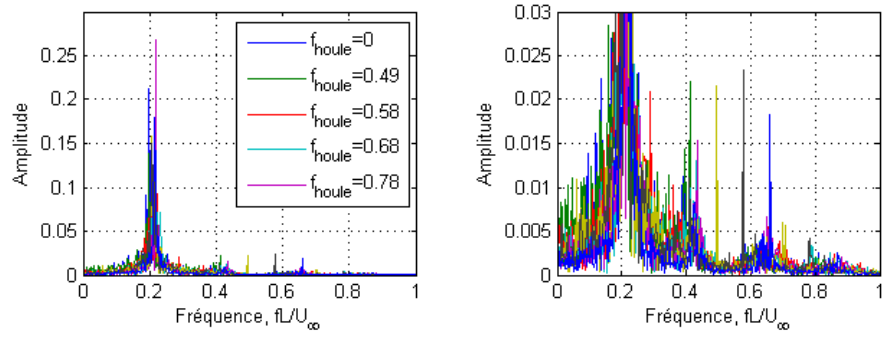 0.25
0.2
0.15
0.1
0.05
0
0 0.2 0.4 0.6 0.8 1
Amplitude
Fréquence, fL/U∞
f_houle=0
f_houle=0.49
f_houle=0.58
f_houle=0.68
f_houle=0.78
0.03
0.025
0.02
0.015
0.01
0.005
0
0 0.2 0.4 0.6 0.8 1
Amplitude
Fréquence, fL/U∞